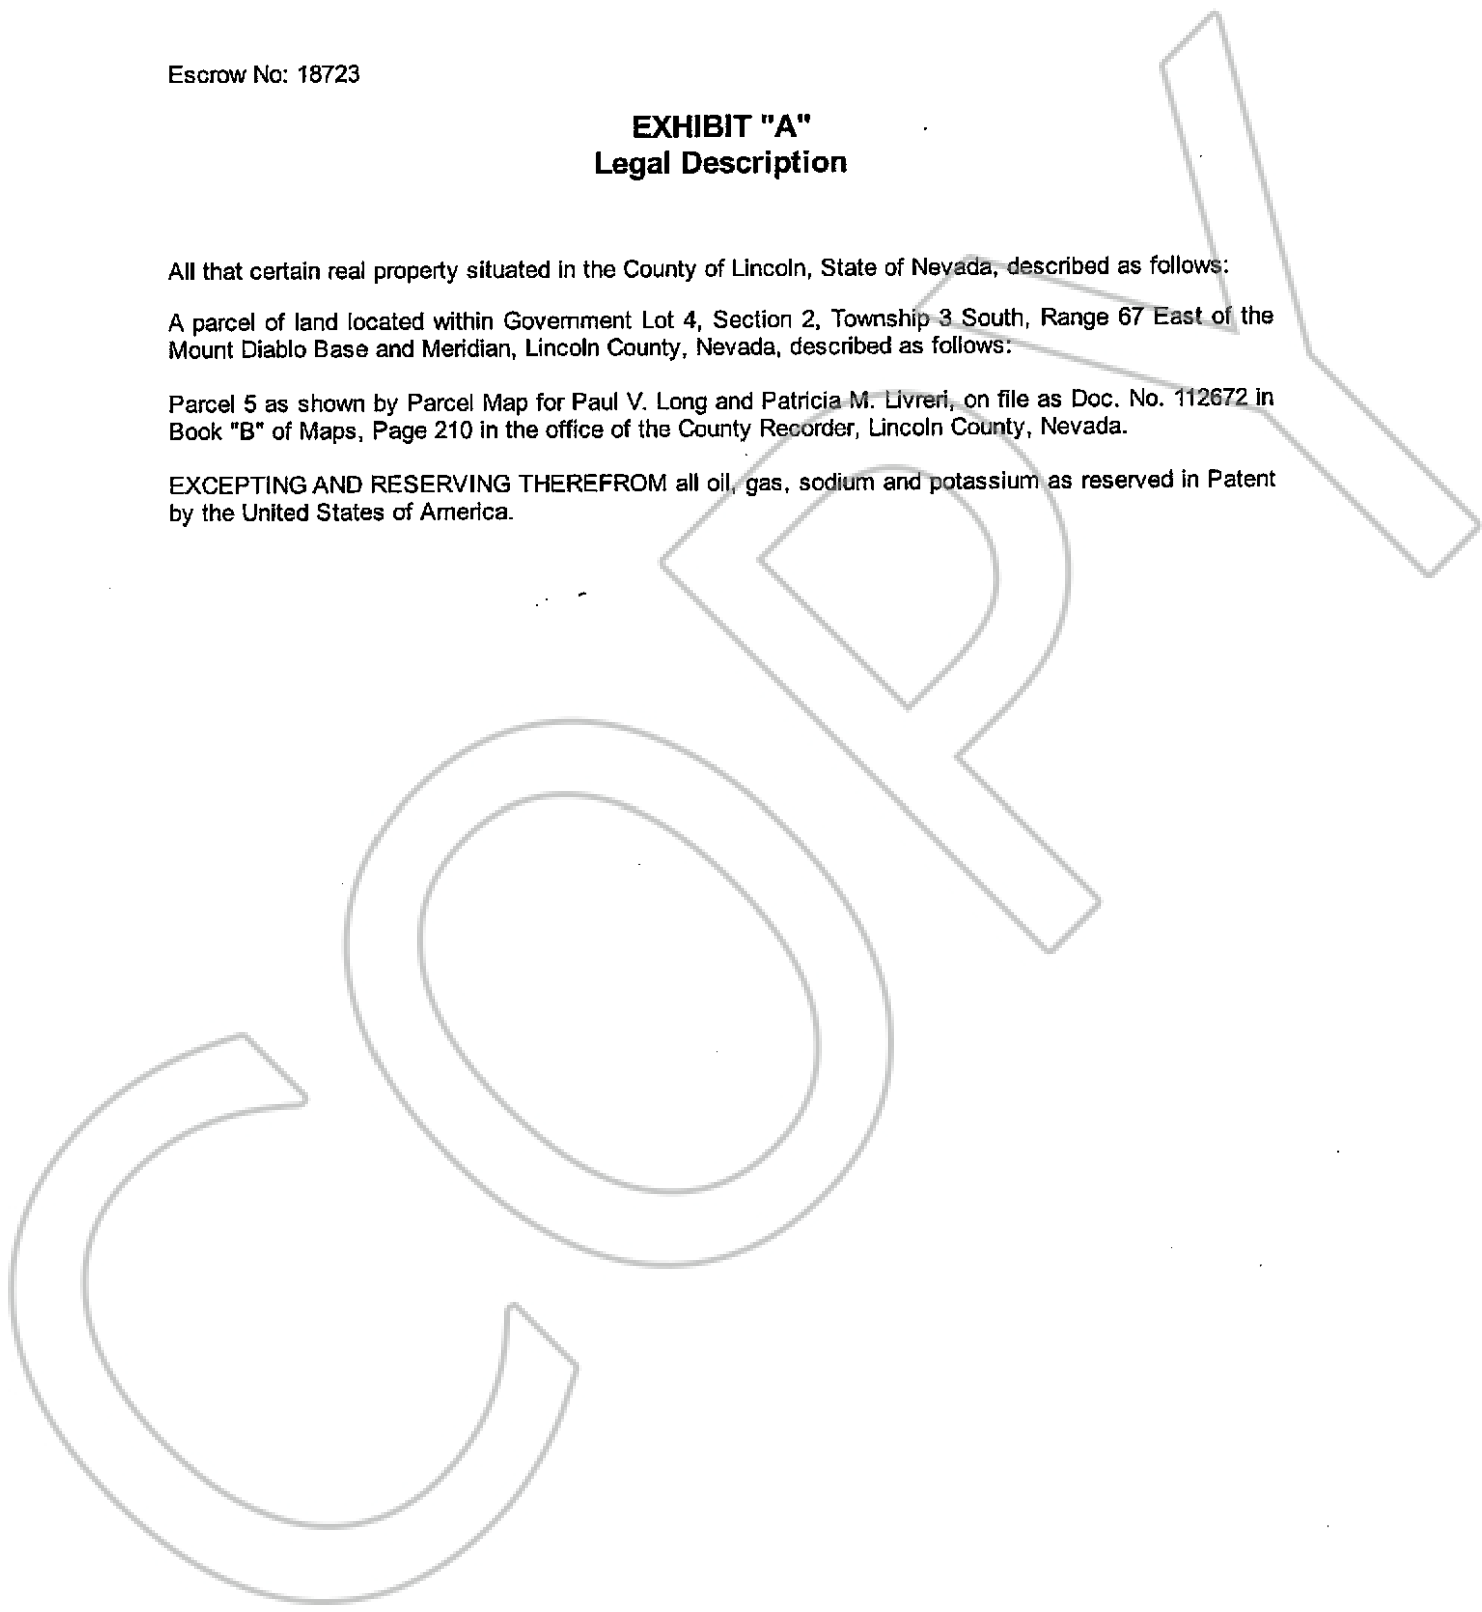 Escrow No: 18723
EXHIBIT "A"
Legal Description
All that certain real property situated in the County of Lincoln, State of Nevada, described as follows:
A parcel of land located within Government Lot 4, Section 2, Township 3 South, Range 67 East of the
Mount Diablo Base and Meridian, Lincoln County, Nevada, described as follows:
Parcel 5 as shown by Parcel Map for Paul V. Long and Patricia M. Livreri, on file as Doc. No. 112672 in
Book "B" of Maps, Page 210 in the office of the County Recorder, Lincoln County, Nevada.
EXCEPTING AND RESERVING THEREFROM all oil, gas, sodium and potassium as reserved in Patent
by the United States of America.
COPY